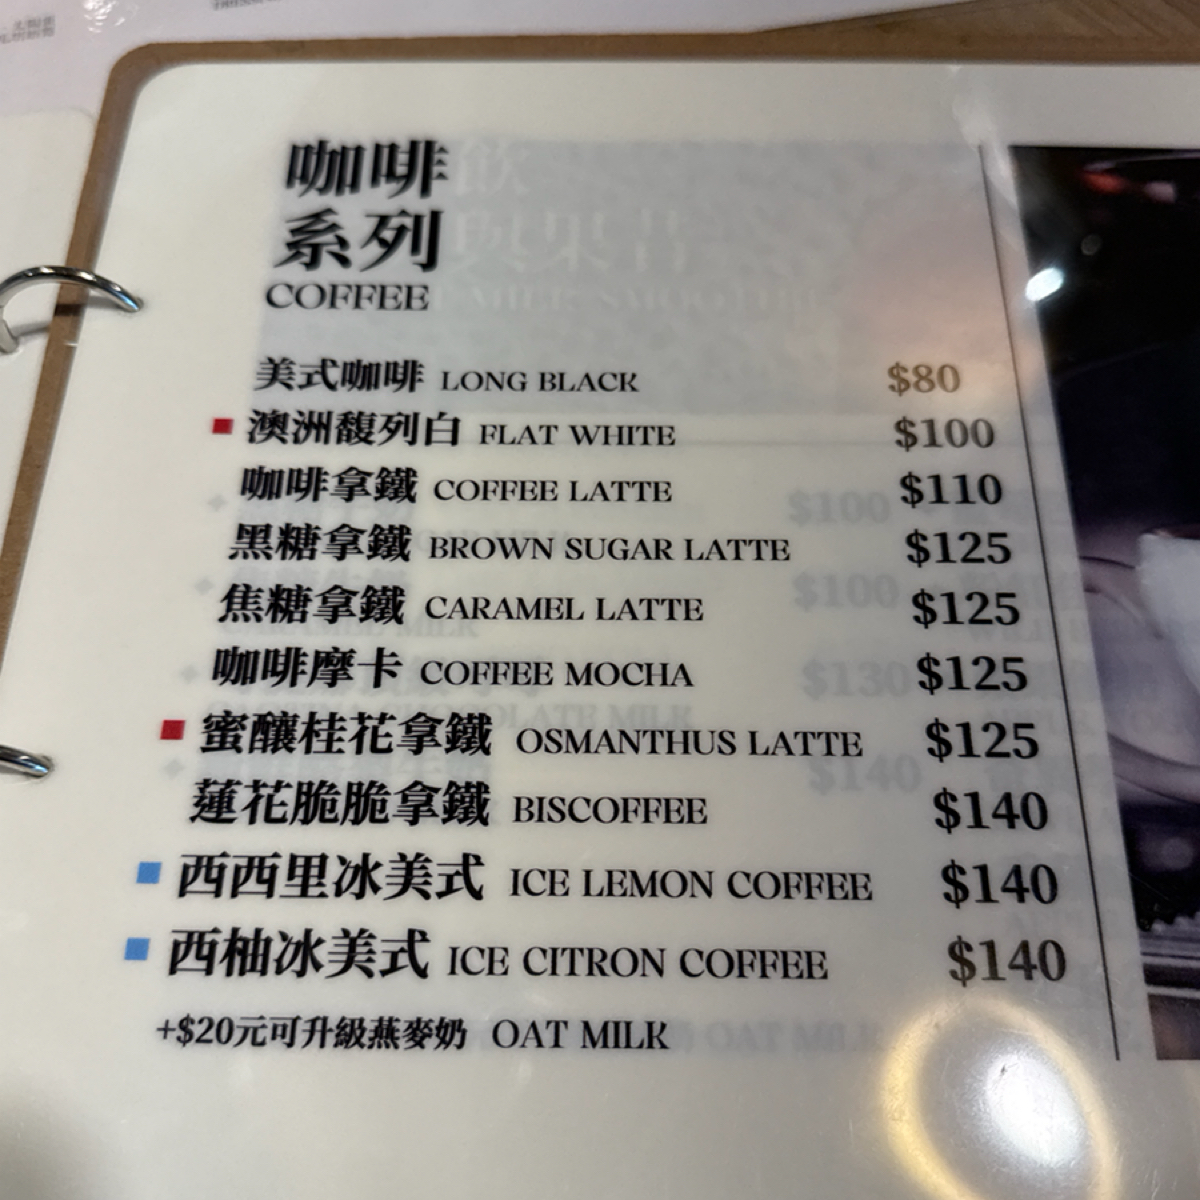 咖啡
系列
COFFEE
美式咖啡 LONG BLACK $80
澳洲馥列白 FLAT WHITE $100
咖啡拿鐵 COFFEE LATTE $110
黑糖拿鐵 BROWN SUGAR LATTE $125
焦糖拿鐵 CARAMEL LATTE $125
咖啡摩卡 COFFEE MOCHA $125
蜜釀桂花拿鐵 OSMANTHUS LATTE $125
蓮花脆脆拿鐵 BISCOFFEE $140
西西里冰美式 ICE LEMON COFFEE $140
西柚冰美式 ICE CITRON COFFEE $140
+$20元可升級燕麥奶 OAT MILK